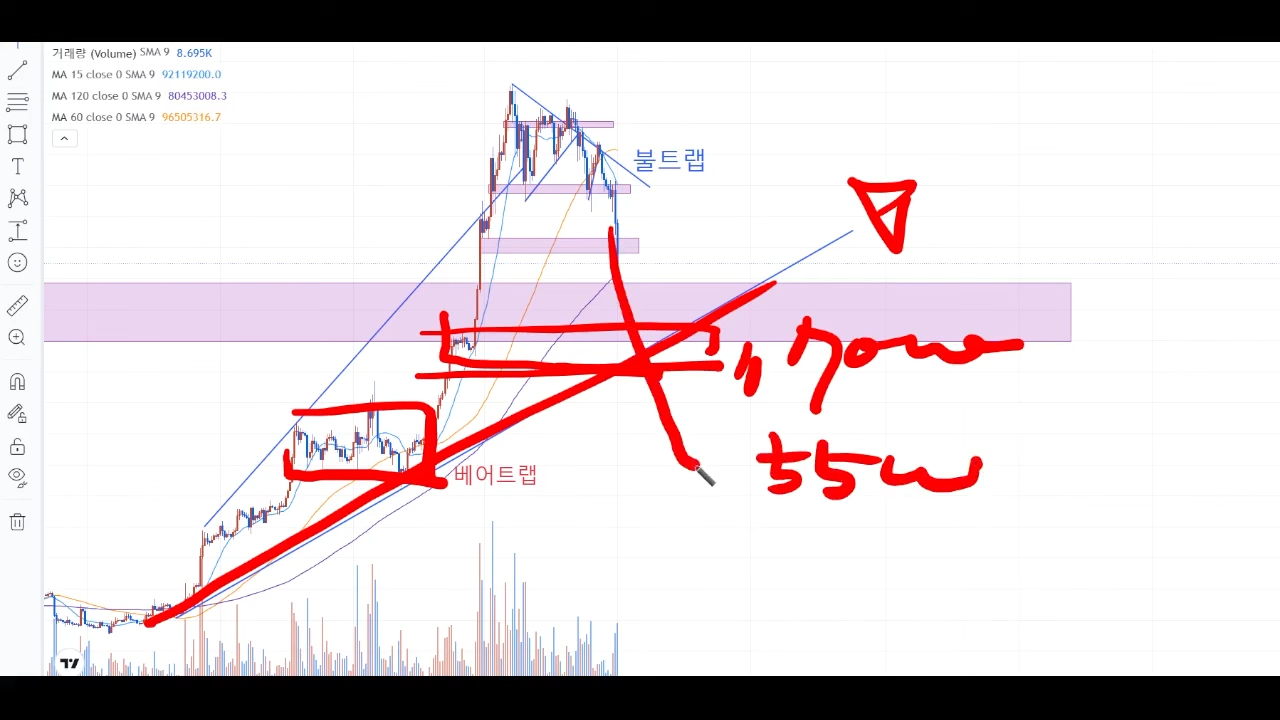 거래량 (Volume) SMA 9 8.695K
MA 15 close 0 SMA 9 92119200.0
MA 120 close 0 SMA 9 80453008.3
MA 60 close 0 SMA 9 96505316.7
불트랩
베어트랩